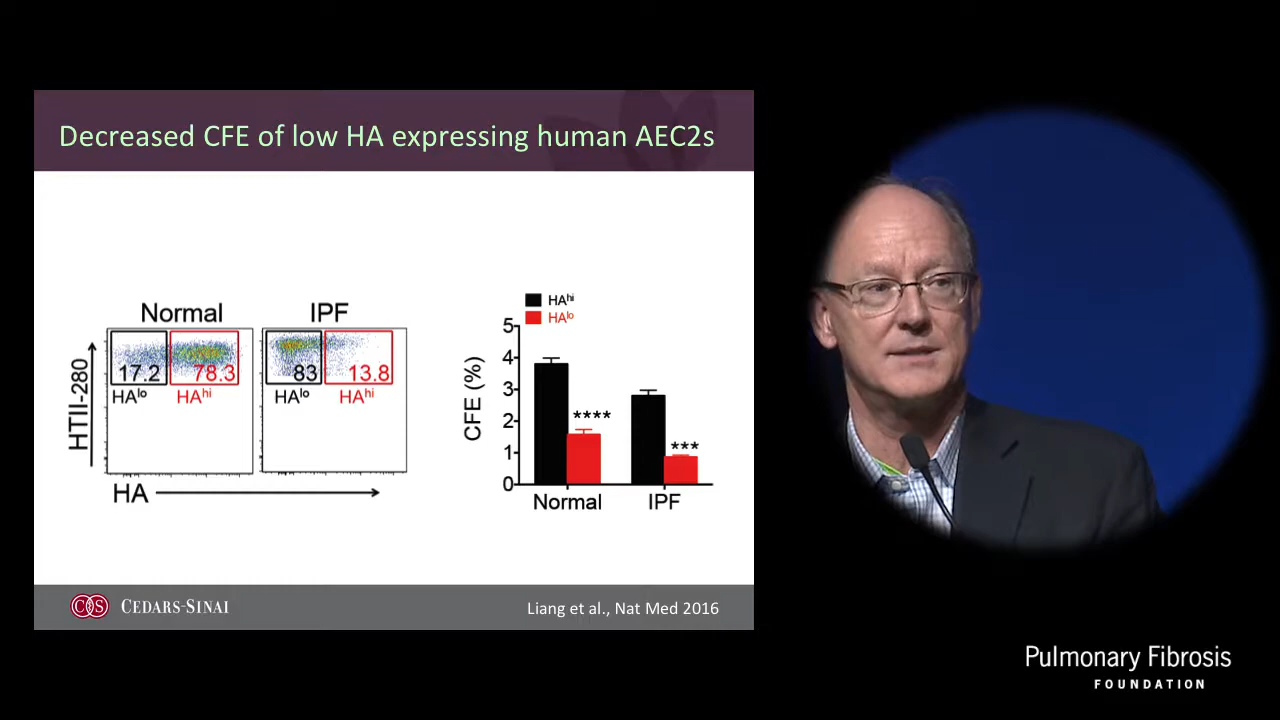 Decreased CFE of low HA expressing human AEC2s
Normal
IPF
17.2
78.3
83
13.8
HAlo
HAhi
HAlo
HAhi
HTII-280
HA
HAhi
HAlo
5
4
3
2
1
0
CFE (%)
****
***
Normal
IPF
CS
CEDARS-SINAI
Liang et al., Nat Med 2016
Pulmonary Fibrosis
FOUNDATION